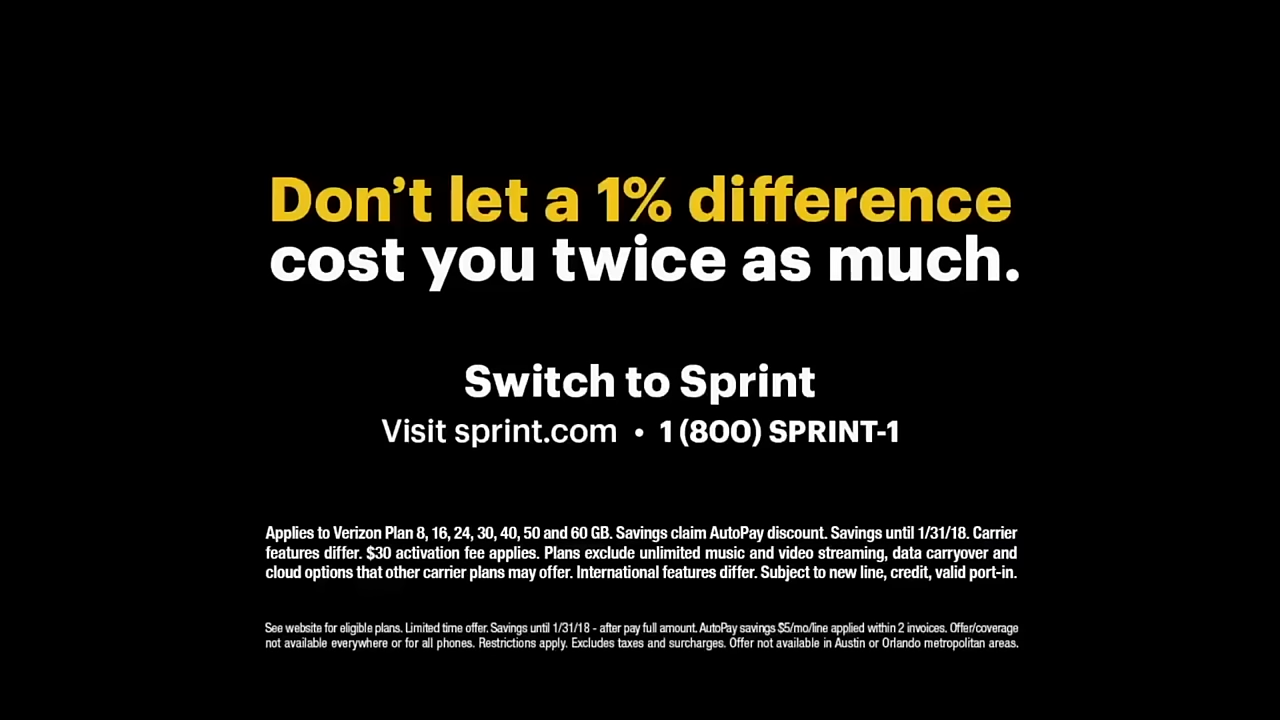 Don’t let a 1% difference
cost you twice as much.
Switch to Sprint
Visit sprint.com • 1 (800) SPRINT-1
Applies to Verizon Plan 8, 16, 24, 30, 40, 50 and 60 GB. Savings claim AutoPay discount. Savings until 1/31/18. Carrier
features differ. $30 activation fee applies. Plans exclude unlimited music and video streaming, data carryover and
cloud options that other carrier plans may offer. International features differ. Subject to new line, credit, valid port-in.
See website for eligible plans. Limited time offer. Savings until 1/31/18 - after pay full amount. AutoPay savings $5/mo/line applied within 2 invoices. Offer/coverage
not available everywhere or for all phones. Restrictions apply. Excludes taxes and surcharges. Offer not available in Austin or Orlando metropolitan areas.